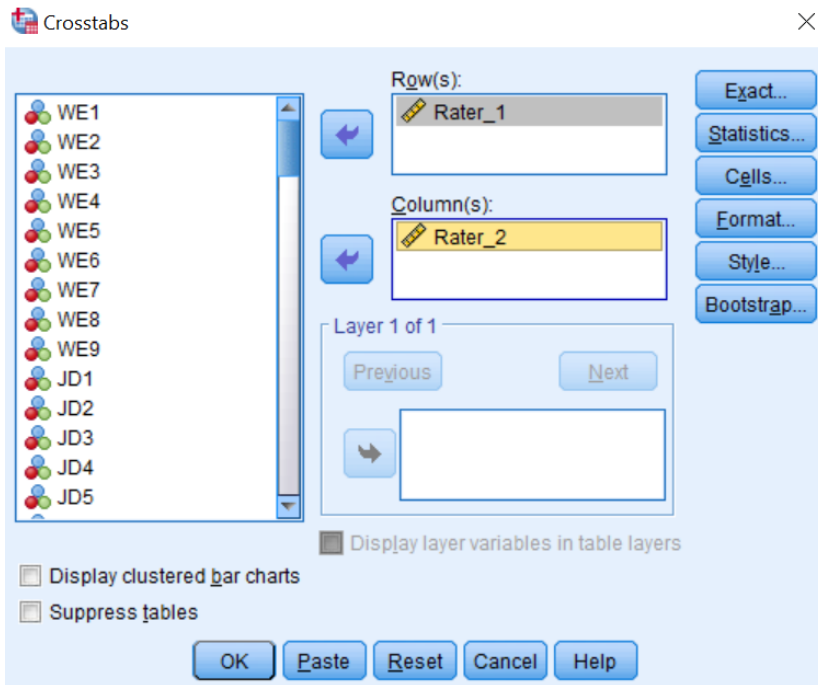 Crosstabs
WE1
WE2
WE3
WE4
WE5
WE6
WE7
WE8
WE9
JD1
JD2
JD3
JD4
JD5
Row(s):
Rater_1
Column(s):
Rater_2
Layer 1 of 1
Previous
Next
Display layer variables in table layers
Exact...
Statistics...
Cells...
Format...
Style...
Bootstrap...
Display clustered bar charts
Suppress tables
OK Paste Reset Cancel Help